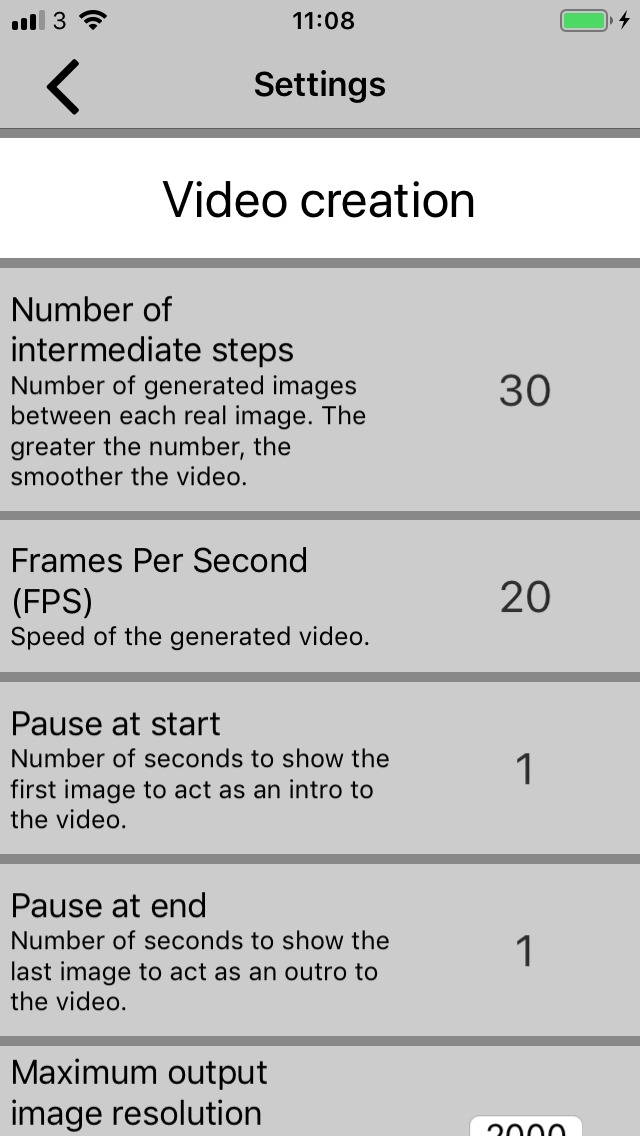 3 11:08
Settings
Video creation
Number of
intermediate steps
Number of generated images
between each real image. The
greater the number, the
smoother the video.
30
Frames Per Second
(FPS)
Speed of the generated video.
20
Pause at start
Number of seconds to show the
first image to act as an intro to
the video.
1
Pause at end
Number of seconds to show the
last image to act as an outro to
the video.
1
Maximum output
image resolution
2000